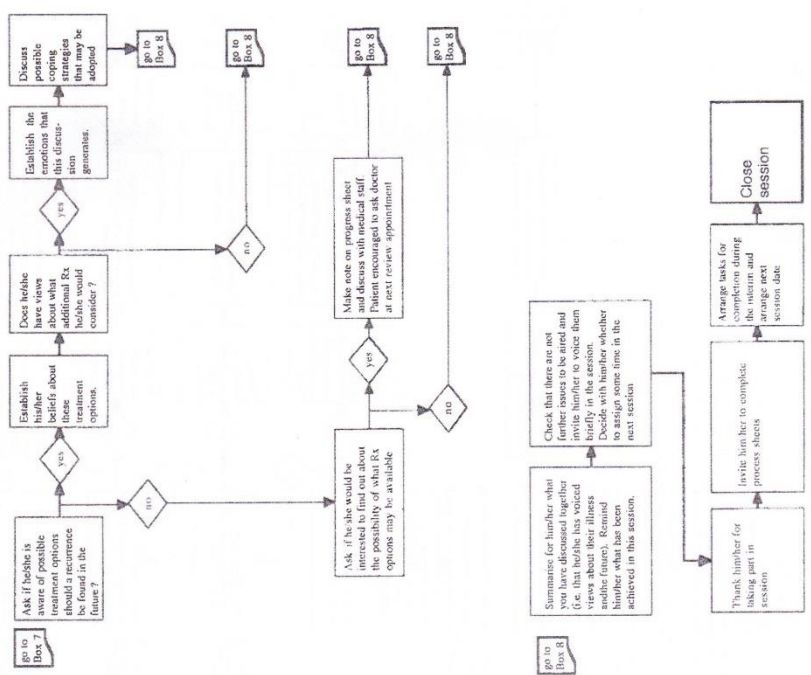 go to
Box 7
Ask if he/she is
aware of possible
treatment options
should a recurrence
be found in the
future ?
yes
Establish
his/her
beliefs about
these
treatment
options.
Does he/she
have views
about what
additional Rx
he/she would
consider ?
yes
Establish the
emotions that
this discus-
sion
generates.
Discuss
possible
coping
strategies
that may be
adopted
go to
Box 8
no
go to
Box 8
no
Ask if he/she would be
interested to find out about
the possibility of what Rx
options may be available
yes
Make note on progress sheet
and discuss with medical staff.
Patient encouraged to ask doctor
at next review appointment
go to
Box 8
no
go to
Box 8
go to
Box 8
Summarise for him/her what
you have discussed together
(i.e. that he/she has voiced
views about their illness
andthe future). Remind
him/her what has been
achieved in this session.
Check that there are not
further issues to be aired and
invite him/her to voice them
briefly in the session.
Decide with him/her whether
to assign some time in the
next session
Thank him/her for
taking part in
session
Invite him/her to complete
process sheets
Arrange tasks for
completion during
the interim and
arrange next
session date
Close
session